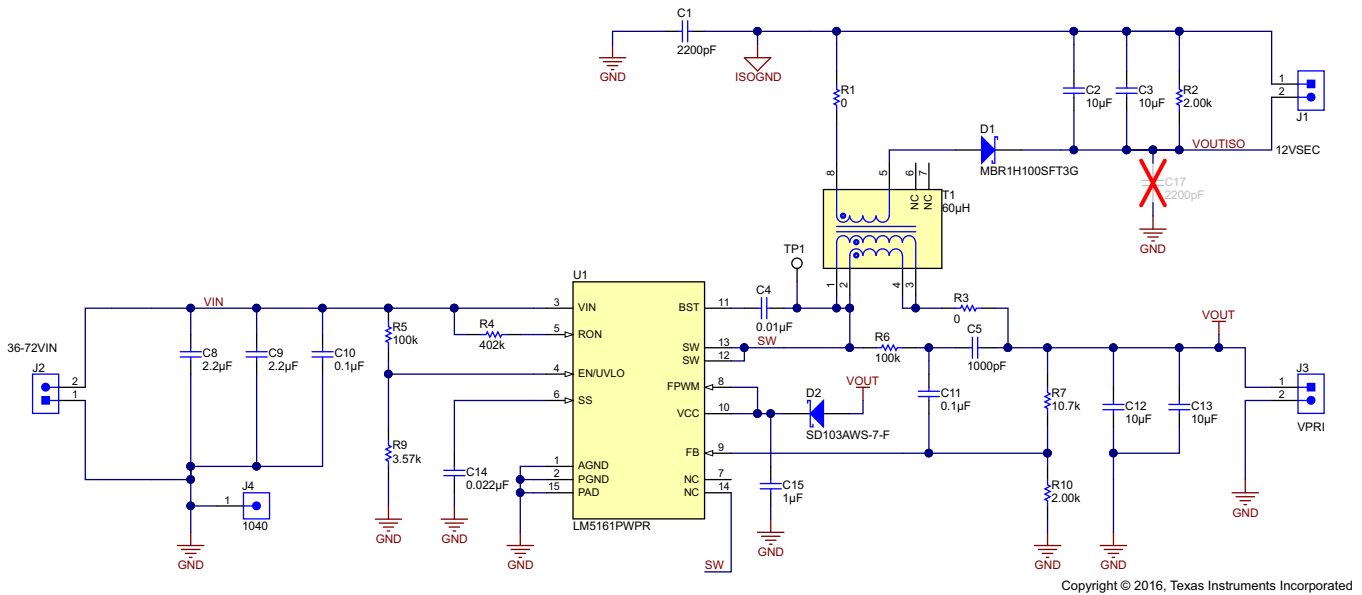 C1
2200pF
GND
ISOGND
R1
0
C2
10µF
C3
10µF
R2
2.00k
1
2
J1
D1
MBR1H100SFT3G
VOUTISO
12VSEC
C17
2200pF
GND
8
5
6
7
NC
NC
T1
60µH
1
2
4
3
TP1
U1
36-72VIN
J2
2
1
VIN
C8
2.2µF
C9
2.2µF
C10
0.1µF
R5
100k
R4
402k
R9
3.57k
C14
0.022µF
J4
1
1040
GND
GND
GND
GND
3
VIN
5
RON
4
EN/UVLO
6
SS
1
AGND
2
PGND
15
PAD
BST
11
SW
13
SW
12
FPWM
8
VCC
10
FB
9
NC
7
NC
14
LM5161PWPR
SW
C4
0.01µF
SW
R3
0
R6
100k
C5
1000pF
C11
0.1µF
D2
SD103AWS-7-F
VOUT
C15
1µF
GND
R7
10.7k
R10
2.00k
GND
C12
10µF
C13
10µF
GND
VOUT
1
2
J3
VPRI
GND
Copyright © 2016, Texas Instruments Incorporated